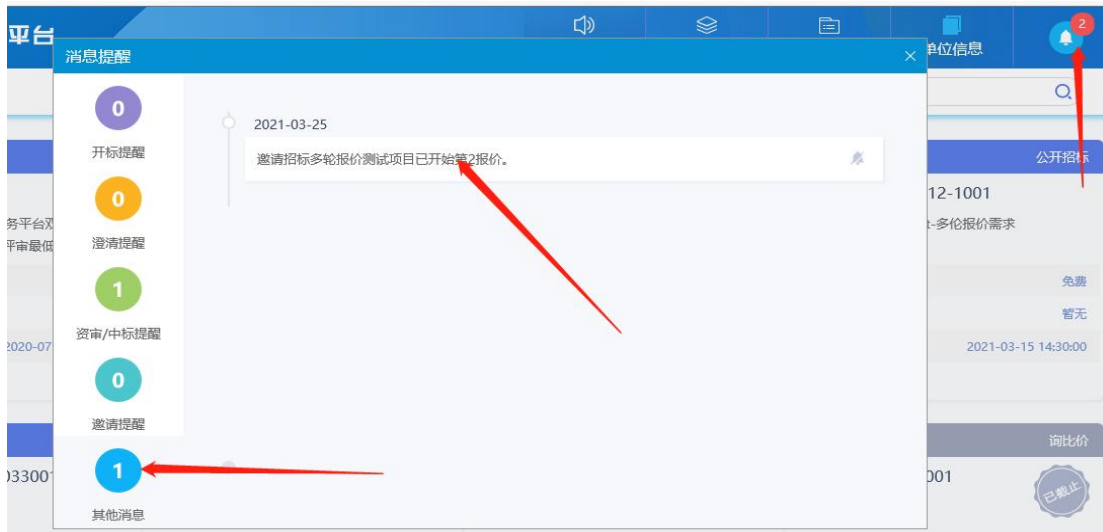 平台
2
单位信息
消息提醒
×
0
开标提醒
0
澄清提醒
1
资审/中标提醒
0
邀请提醒
1
其他消息
2021-03-25
邀请招标多轮报价测试项目已开始第2报价。
公开招标
12-1001
-多伦报价需求
免费
暂无
2021-03-15 14:30:00
务平台
评审最低
2020-07
033001
询比价
001
已截止